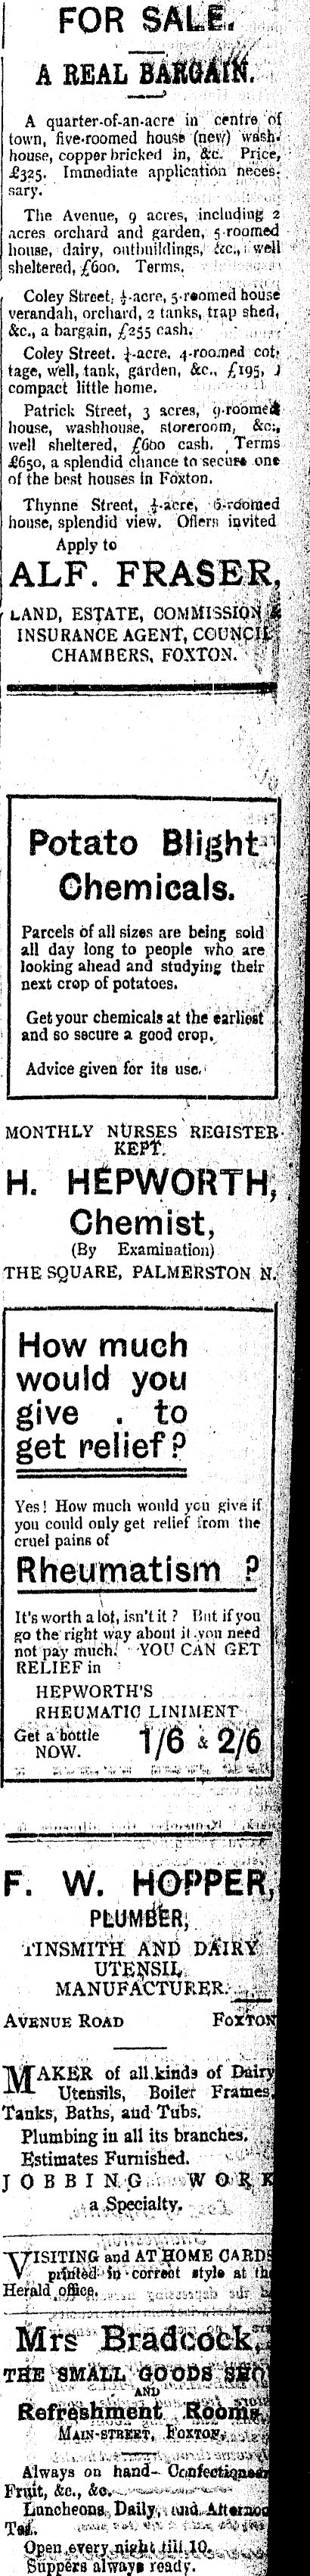 FOR SALE.
A REAL BARGAIN.
A quarter-of-an-acre in centre of
town, five-roomed house (new) wash-
house, copper bricked in, &c. Price,
£325. Immediate application neces-
sary.
The Avenue, 9 acres, including 2
acres orchard and garden, 5 roomed
house, dairy, outbuildings, &c., well
sheltered, £600. Terms.
Coley Street, ¼-acre, 5-roomed house
verandah, orchard, 2 tanks, trap shed,
&c., a bargain, £255 cash.
Coley Street. ¼-acre, 4-roomed cot-
tage, well, tank, garden, &c., £195,
compact little home.
Patrick Street, 3 acres, 9-roomed
house, washhouse, storeroom, &c.,
well sheltered, £600 cash. Terms
£650, a splendid chance to secure one
of the best houses in Foxton.
Thynne Street, ¼-acre, 6-roomed
house, splendid view. Offers invited
Apply to
ALF. FRASER,
LAND, ESTATE, COMMISSION &
INSURANCE AGENT, COUNCIL
CHAMBERS, FOXTON.
Potato Blight
Chemicals.
Parcels of all sizes are being sold
all day long to people who are
looking ahead and studying their
next crop of potatoes.
Get your chemicals at the earliest
and so secure a good crop.
Advice given for its use.
MONTHLY NURSES REGISTER
KEPT.
H. HEPWORTH,
Chemist,
(By Examination)
THE SQUARE, PALMERSTON N.
How much
would you
give . to
get relief?
Yes! How much would you give if
you could only get relief from the
cruel pains of
Rheumatism ?
It's worth a lot, isn't it? But if you
go the right way about it you need
not pay much. YOU CAN GET
RELIEF in
HEPWORTH'S
RHEUMATIC LINIMENT
Get a bottle
NOW. 1/6 & 2/6
F. W. HOPPER,
PLUMBER,
TINSMITH AND DAIRY
UTENSIL
MANUFACTURER.
AVENUE ROAD FOXTON
MAKER of all kinds of Dairy
Utensils, Boiler Frames,
Tanks, Baths, and Tubs.
Plumbing in all its branches.
Estimates Furnished.
JOBBING WORK
a Specialty.
VISITING and AT HOME CARDS
printed in correct style at the
Herald office.
Mrs Bradcock,
THE SMALL GOODS SHOP
AND
Refreshment Rooms,
MAIN-STREET, FOXTON.
Always on hand- Confectionery
Fruit, &c., &c.
Luncheons Daily, and Afternoon
Tea.
Open every night till 10.
Suppers always ready.